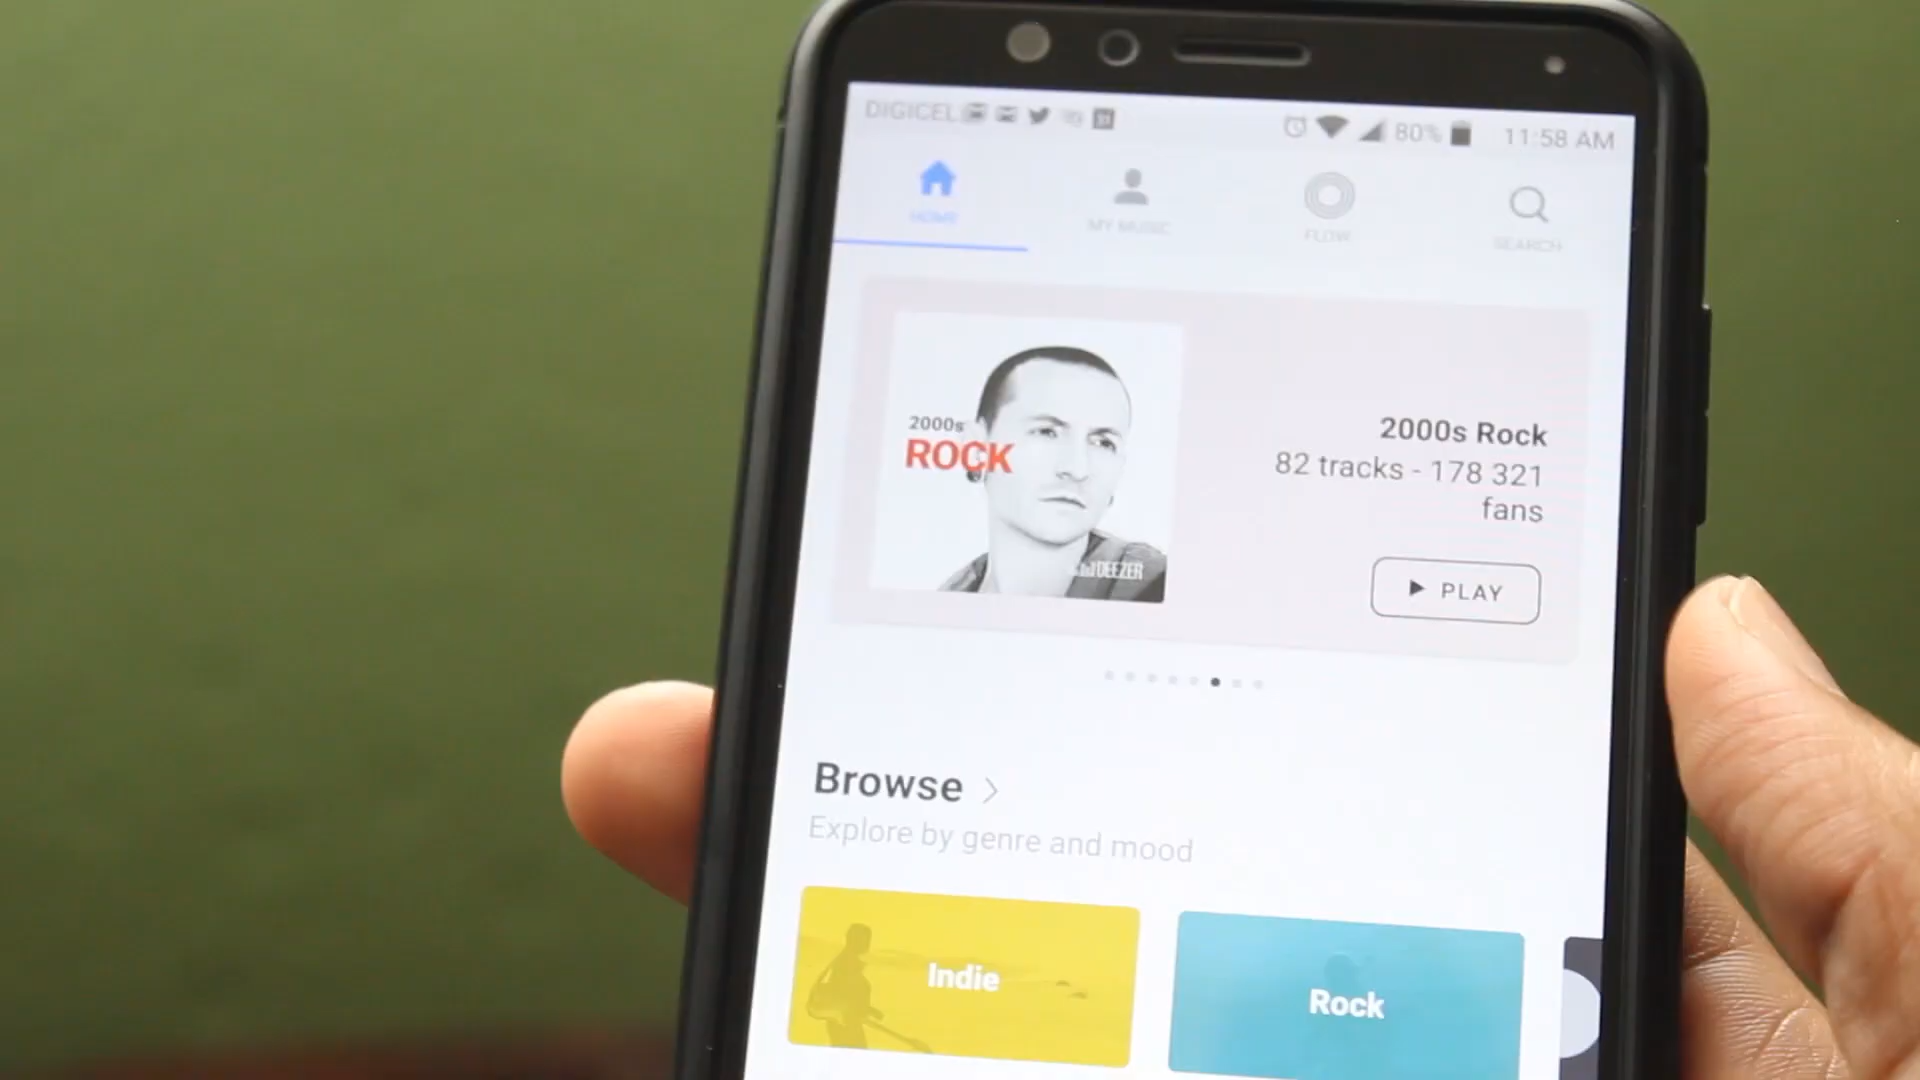 DIGICEL 80% 11:58 AM
HOME MY MUSIC FLOW SEARCH
2000s
ROCK
DEEZER
2000s Rock
82 tracks - 178 321
fans
PLAY
Browse
Explore by genre and mood
Indie
Rock